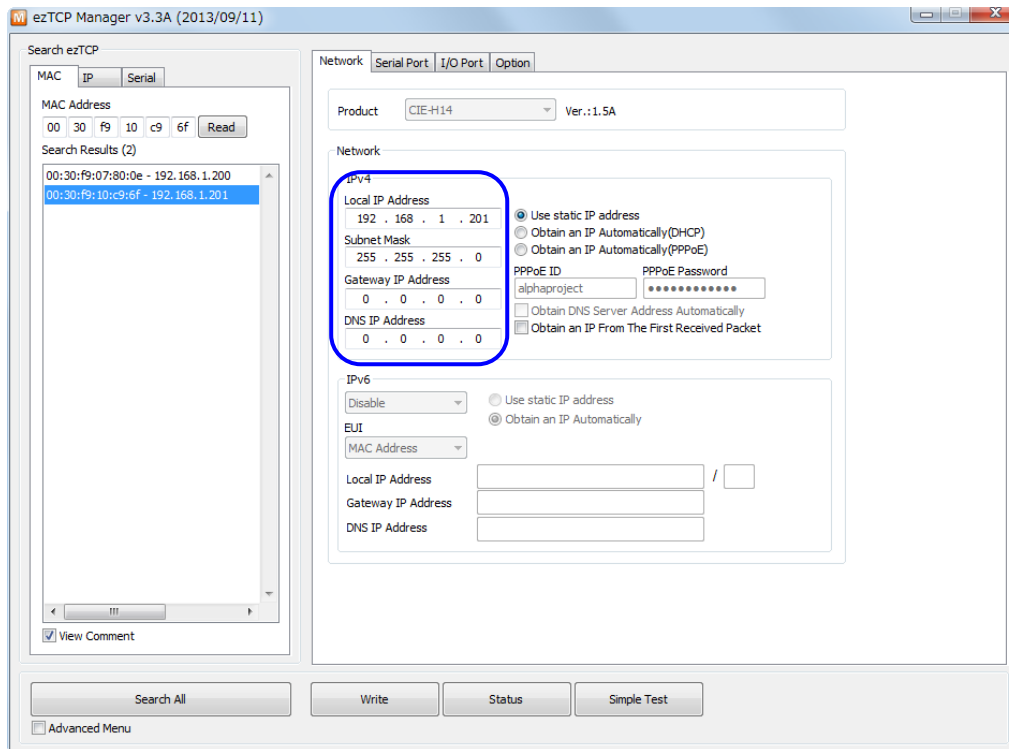 ezTCP Manager v3.3A (2013/09/11)
Search ezTCP
MAC IP Serial
MAC Address
00 30 f9 10 c9 6f Read
Search Results (2)
00:30:f9:07:80:0e - 192.168.1.200
00:30:f9:10:c9:6f - 192.168.1.201
View Comment
Network Serial Port I/O Port Option
Product CIE-H14 Ver.:1.5A
Network
IPv4
Local IP Address
192 . 168 . 1 . 201
Subnet Mask
255 . 255 . 255 . 0
Gateway IP Address
0 . 0 . 0 . 0
DNS IP Address
0 . 0 . 0 . 0
Use static IP address
Obtain an IP Automatically(DHCP)
Obtain an IP Automatically(PPPoE)
PPPoE ID PPPoE Password
alphaproject ●●●●●●●●●●●●
Obtain DNS Server Address Automatically
Obtain an IP From The First Received Packet
IPv6
Disable
Use static IP address
Obtain an IP Automatically
EUI
MAC Address
Local IP Address /
Gateway IP Address
DNS IP Address
Search All Write Status Simple Test
Advanced Menu